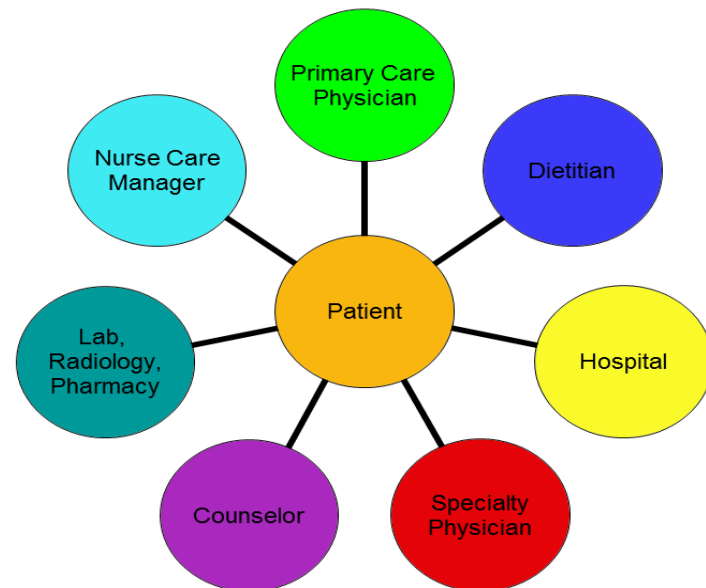 Primary Care
Physician
Nurse Care
Manager
Dietitian
Patient
Lab,
Radiology,
Pharmacy
Hospital
Counselor
Specialty
Physician